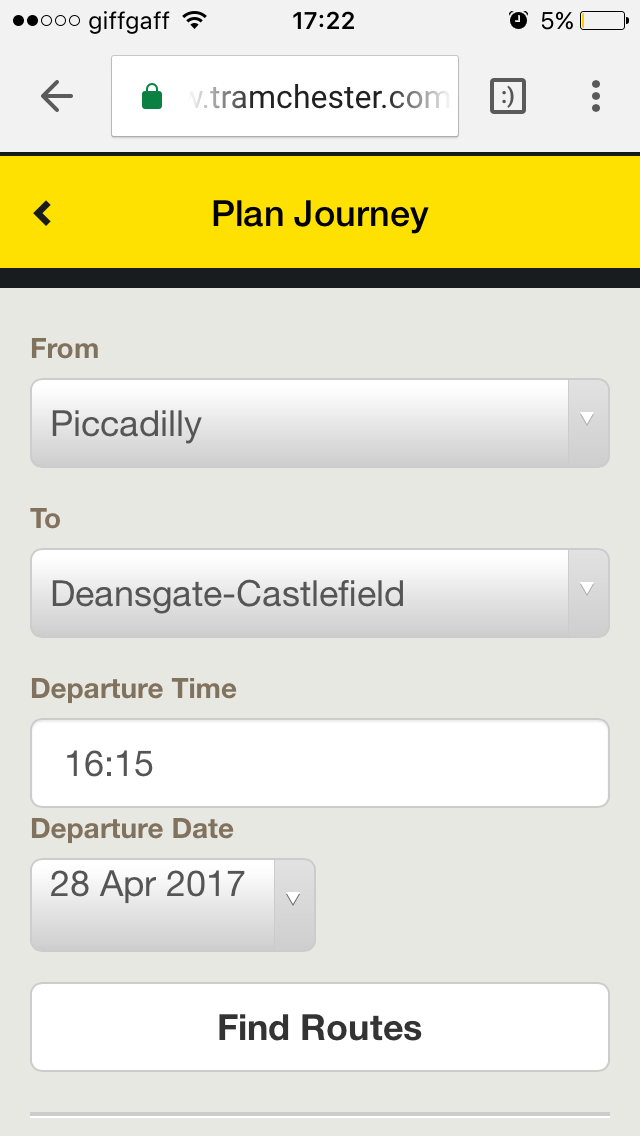 giffgaff 17:22 5%
v.tramchester.com :)
Plan Journey
From
Piccadilly
To
Deansgate-Castlefield
Departure Time
16:15
Departure Date
28 Apr 2017
Find Routes